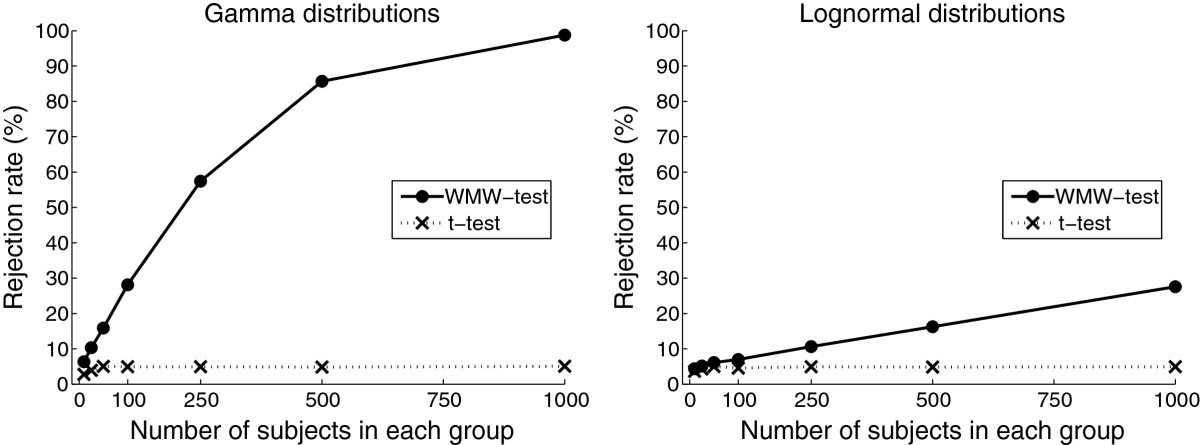 Gamma distributions
Rejection rate (%)
100
90
80
70
60
50
40
30
20
10
0
WMW–test
t–test
0 100 250 500 750 1000
Number of subjects in each group
Lognormal distributions
Rejection rate (%)
100
90
80
70
60
50
40
30
20
10
0
WMW–test
t–test
0 100 250 500 750 1000
Number of subjects in each group